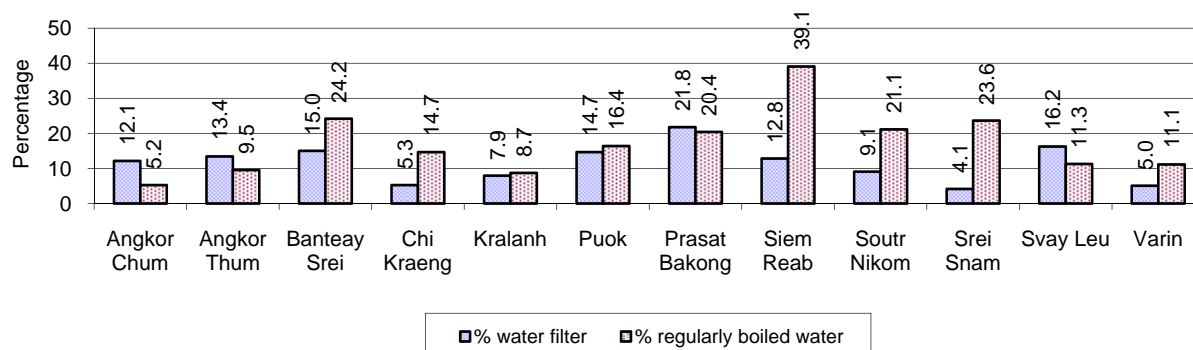 Percentage
50
40
30
20
10
0
12.1 5.2 13.4 9.5 15.0 24.2 5.3 14.7 7.9 8.7 14.7 16.4 21.8 20.4 12.8 39.1 9.1 21.1 4.1 23.6 16.2 11.3 5.0 11.1
Angkor Chum
Angkor Thum
Banteay Srei
Chi Kraeng
Kralanh
Puok
Prasat Bakong
Siem Reab
Soutr Nikom
Srei Snam
Svay Leu
Varin
% water filter % regularly boiled water